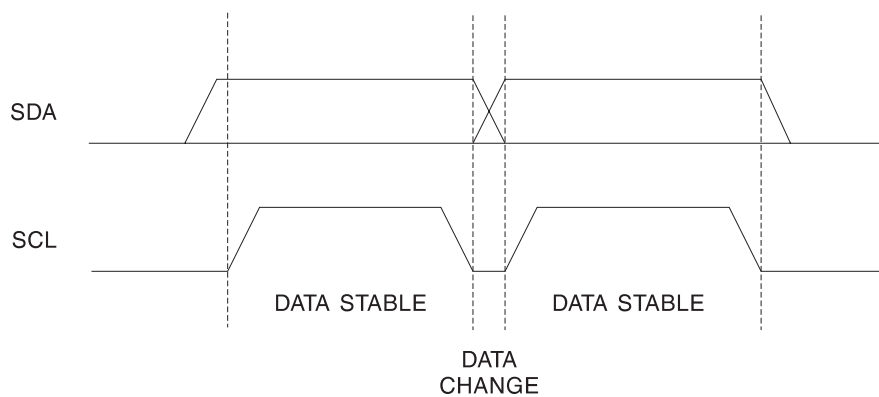 SDA
SCL
DATA STABLE
DATA STABLE
DATA
CHANGE